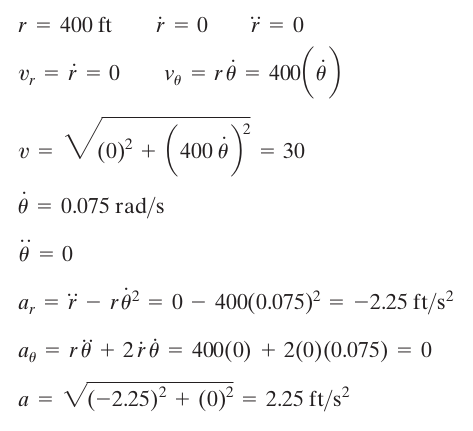 r = 400 ft ṙ = 0 r̈ = 0
vᵣ = ṙ = 0 v_θ = rθ̇ = 400(θ̇)
v = √((0)² + (400 θ̇)²) = 30
θ̇ = 0.075 rad/s
θ̈ = 0
aᵣ = r̈ − rθ̇² = 0 − 400(0.075)² = −2.25 ft/s²
a_θ = rθ̈ + 2ṙθ̇ = 400(0) + 2(0)(0.075) = 0
a = √((−2.25)² + (0)²) = 2.25 ft/s²